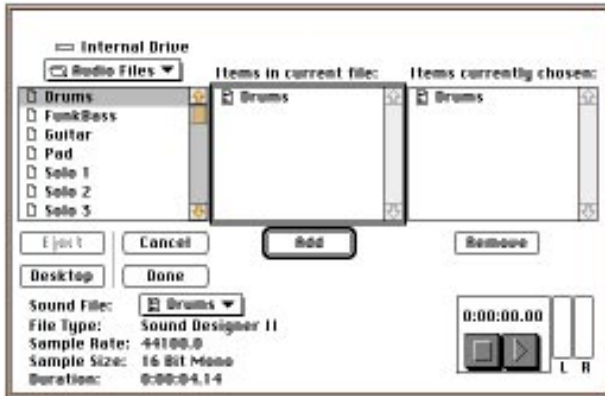 Internal Drive
Audio Files
Items in current file:
Items currently chosen:
Drums
FunkBass
Guitar
Pad
Solo 1
Solo 2
Solo 3
Drums
Drums
Eject
Cancel
Add
Remove
Desktop
Done
Sound File: Drums
File Type: Sound Designer II
Sample Rate: 44100.0
Sample Size: 16 Bit Mono
Duration: 0:00:04.14
0:00:00.00
L R